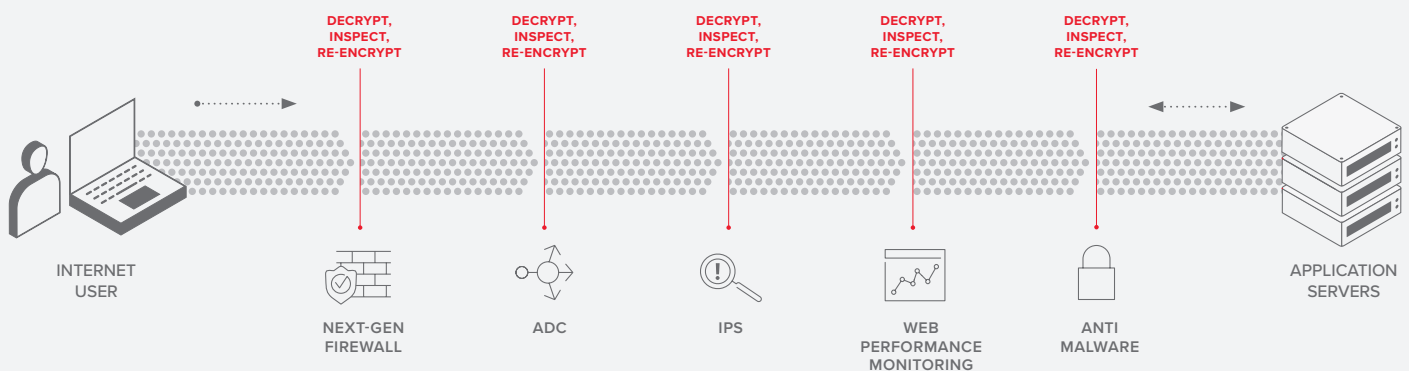 DECRYPT,
INSPECT,
RE-ENCRYPT
DECRYPT,
INSPECT,
RE-ENCRYPT
DECRYPT,
INSPECT,
RE-ENCRYPT
DECRYPT,
INSPECT,
RE-ENCRYPT
DECRYPT,
INSPECT,
RE-ENCRYPT
INTERNET
USER
NEXT-GEN
FIREWALL
ADC
IPS
WEB
PERFORMANCE
MONITORING
ANTI
MALWARE
APPLICATION
SERVERS